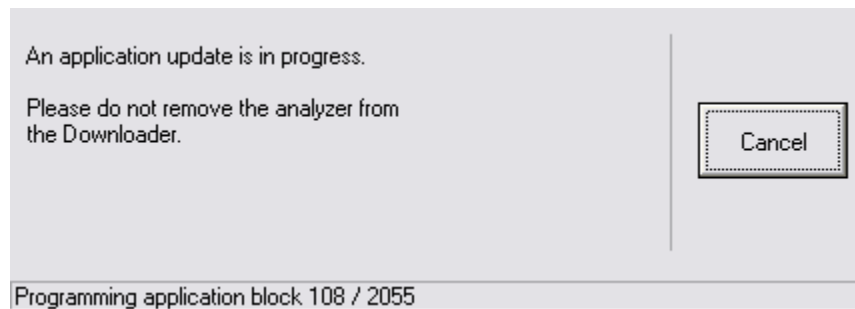 An application update is in progress.
Please do not remove the analyzer from
the Downloader.
Cancel
Programming application block 108 / 2055